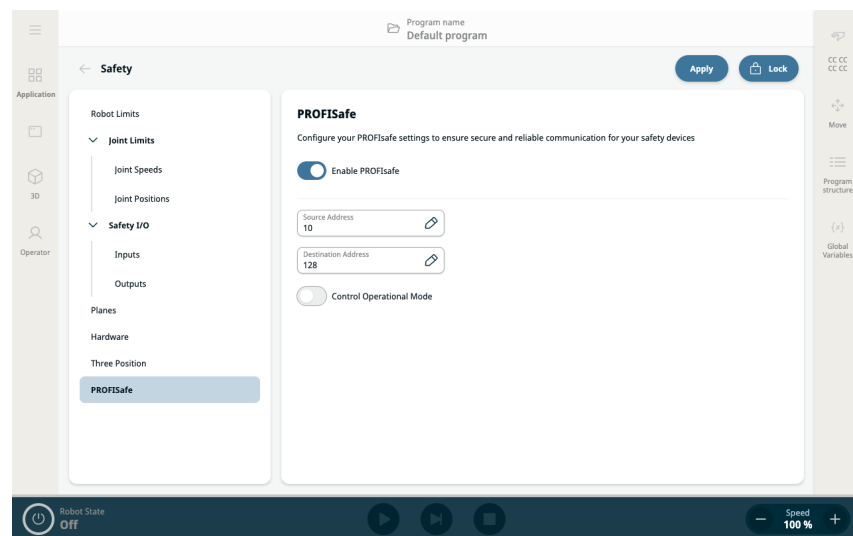 Program name
Default program
Safety
Apply
Lock
Application
3D
Operator
Robot Limits
Joint Limits
Joint Speeds
Joint Positions
Safety I/O
Inputs
Outputs
Planes
Hardware
Three Position
PROFISafe
PROFISafe
Configure your PROFIsafe settings to ensure secure and reliable communication for your safety devices
Enable PROFIsafe
Source Address
10
Destination Address
128
Control Operational Mode
CC CC
CC CC
Move
Program
structure
{x}
Global
Variables
Robot State
Off
Speed
100 %